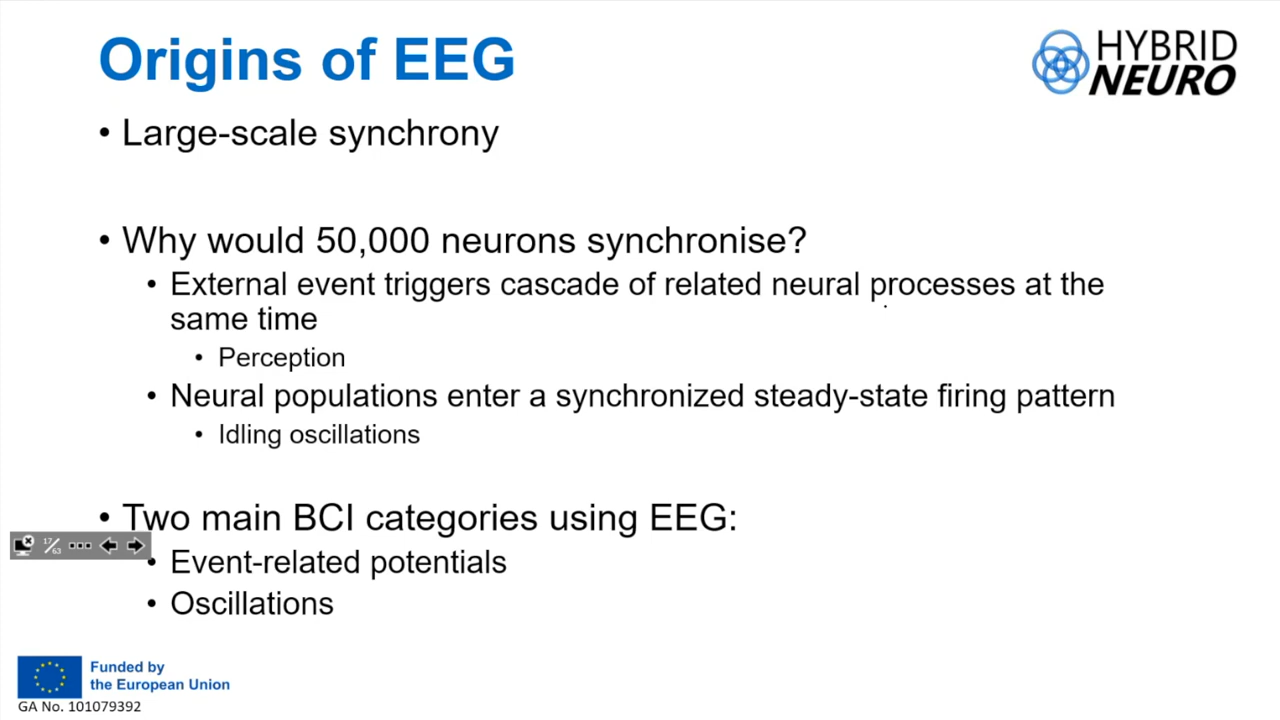 Origins of EEG
HYBRID
NEURO
• Large-scale synchrony
• Why would 50,000 neurons synchronise?
• External event triggers cascade of related neural processes at the
same time
• Perception
• Neural populations enter a synchronized steady-state firing pattern
• Idling oscillations
• Two main BCI categories using EEG:
17/63
• Event-related potentials
• Oscillations
Funded by
the European Union
GA No. 101079392